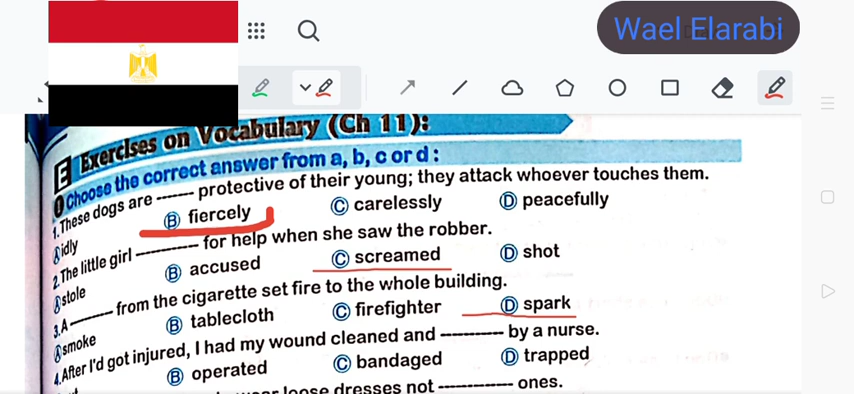 Wael Elarabi
E Exercises on Vocabulary (Ch 11):
1 Choose the correct answer from a, b, c or d :
1.These dogs are ------- protective of their young; they attack whoever touches them.
A idly B fiercely C carelessly D peacefully
2.The little girl ----------- for help when she saw the robber.
A stole B accused C screamed D shot
3.A -------- from the cigarette set fire to the whole building.
A smoke B tablecloth C firefighter D spark
4.After I'd got injured, I had my wound cleaned and ----------- by a nurse.
B operated C bandaged D trapped
loose dresses not ------------- ones.